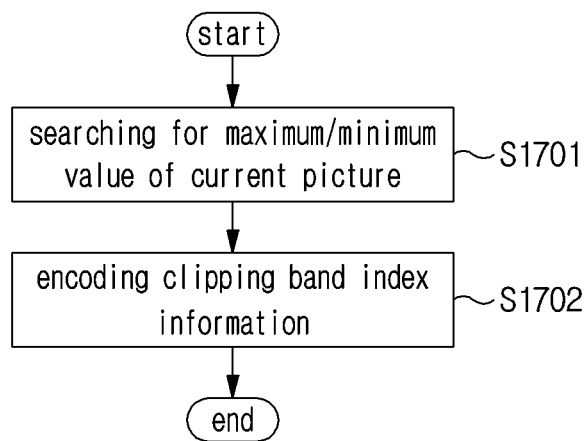 start
searching for maximum/minimum
value of current picture
S1701
encoding clipping band index
information
S1702
end